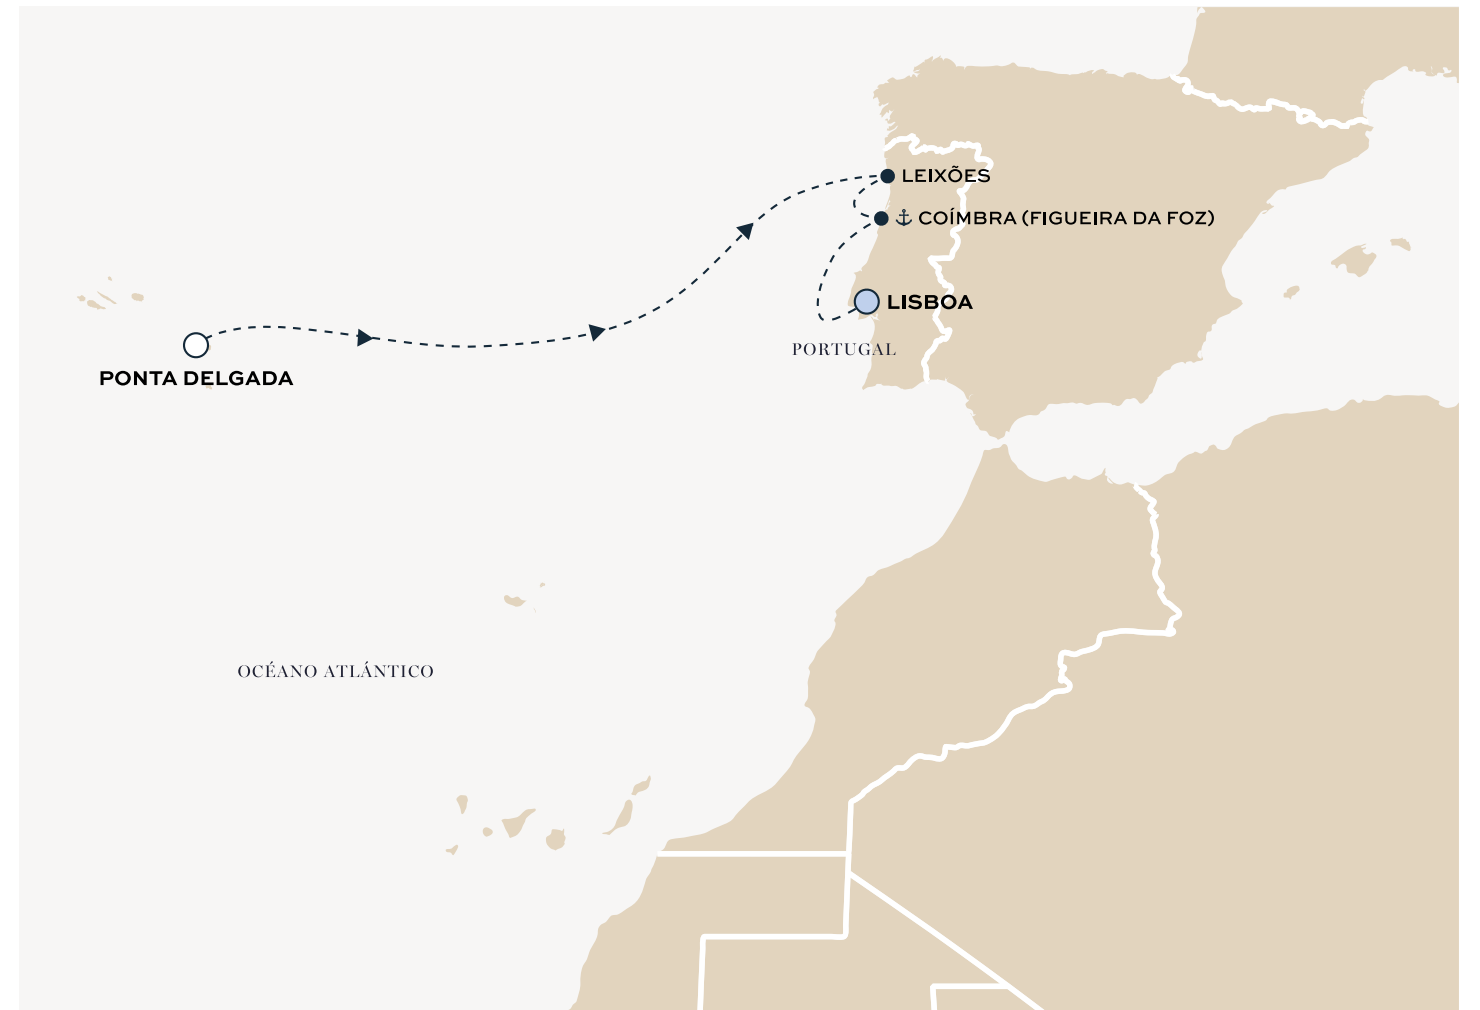 LEIXÕES
COÍMBRA (FIGUEIRA DA FOZ)
LISBOA
PORTUGAL
PONTA DELGADA
OCÉANO ATLÁNTICO